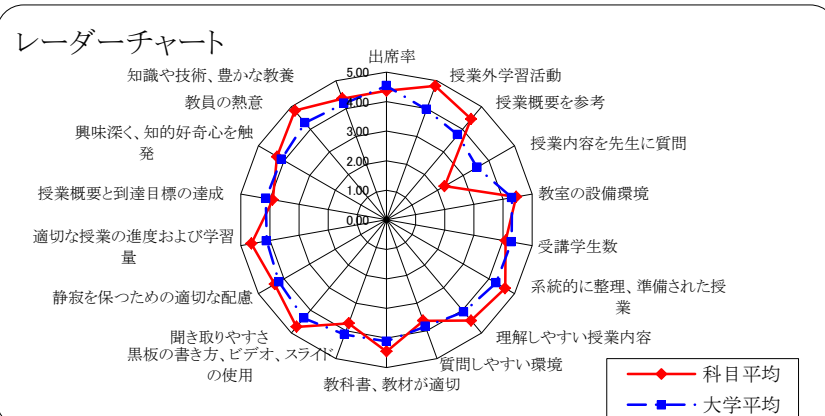 レーダーチャート
出席率
授業外学習活動
授業概要を参考
授業内容を先生に質問
教室の設備環境
受講学生数
系統的に整理、準備された授
業
理解しやすい授業内容
質問しやすい環境
教科書、教材が適切
黒板の書き方、ビデオ、スライド
の使用
聞き取りやすさ
静寂を保つための適切な配慮
適切な授業の進度および学習
量
授業概要と到達目標の達成
興味深く、知的好奇心を触
発
教員の熱意
知識や技術、豊かな教養
5.00
4.00
3.00
2.00
1.00
0.00
科目平均
大学平均